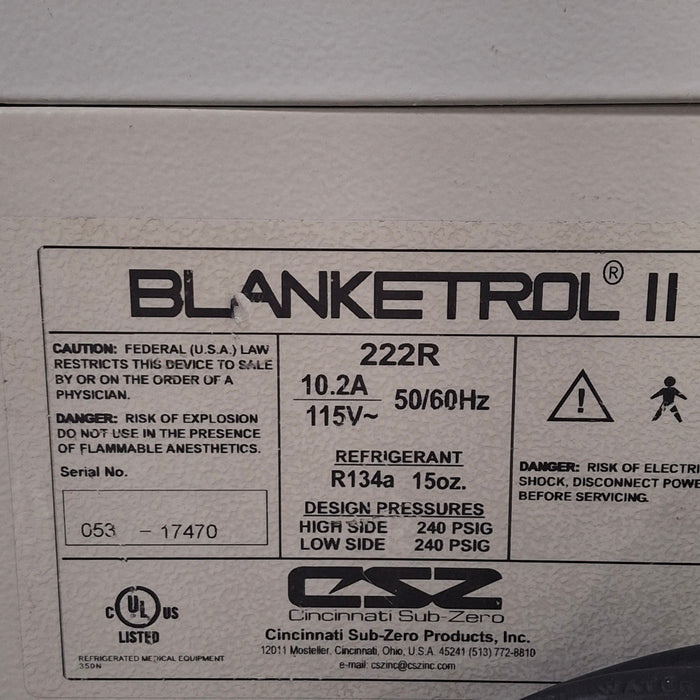 BLANKETROL® II
CAUTION: FEDERAL (U.S.A.) LAW
RESTRICTS THIS DEVICE TO SALE
BY OR ON THE ORDER OF A
PHYSICIAN.
DANGER: RISK OF EXPLOSION
DO NOT USE IN THE PRESENCE
OF FLAMMABLE ANESTHETICS.
Serial No.
053 - 17470
222R
10.2A
115V~ 50/60Hz
REFRIGERANT
R134a 15oz.
DESIGN PRESSURES
HIGH SIDE 240 PSIG
LOW SIDE 240 PSIG
DANGER: RISK OF ELECTRI
SHOCK, DISCONNECT POWE
BEFORE SERVICING.
C UL US
LISTED
REFRIGERATED MEDICAL EQUIPMENT
350N
CSZ
Cincinnati Sub-Zero
Cincinnati Sub-Zero Products, Inc.
12011 Mosteller, Cincinnati, Ohio, U.S.A. 45241 (513) 772-8810
e-mail: cszinc@cszinc.com